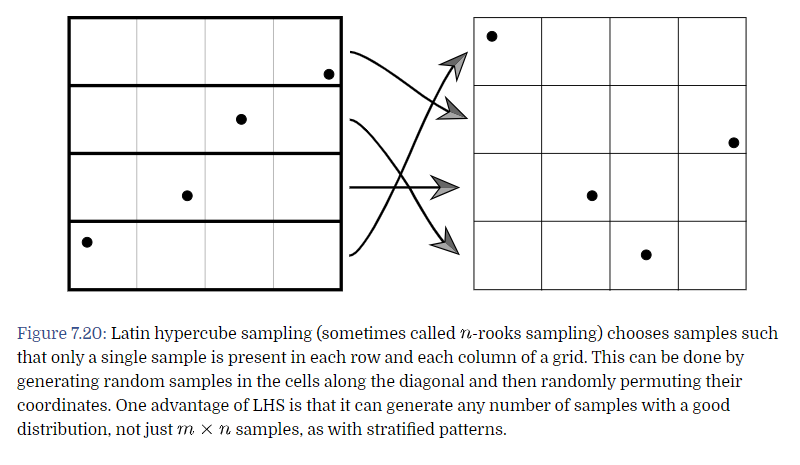 Figure 7.20: Latin hypercube sampling (sometimes called n-rooks sampling) chooses samples such
that only a single sample is present in each row and each column of a grid. This can be done by
generating random samples in the cells along the diagonal and then randomly permuting their
coordinates. One advantage of LHS is that it can generate any number of samples with a good
distribution, not just m × n samples, as with stratified patterns.